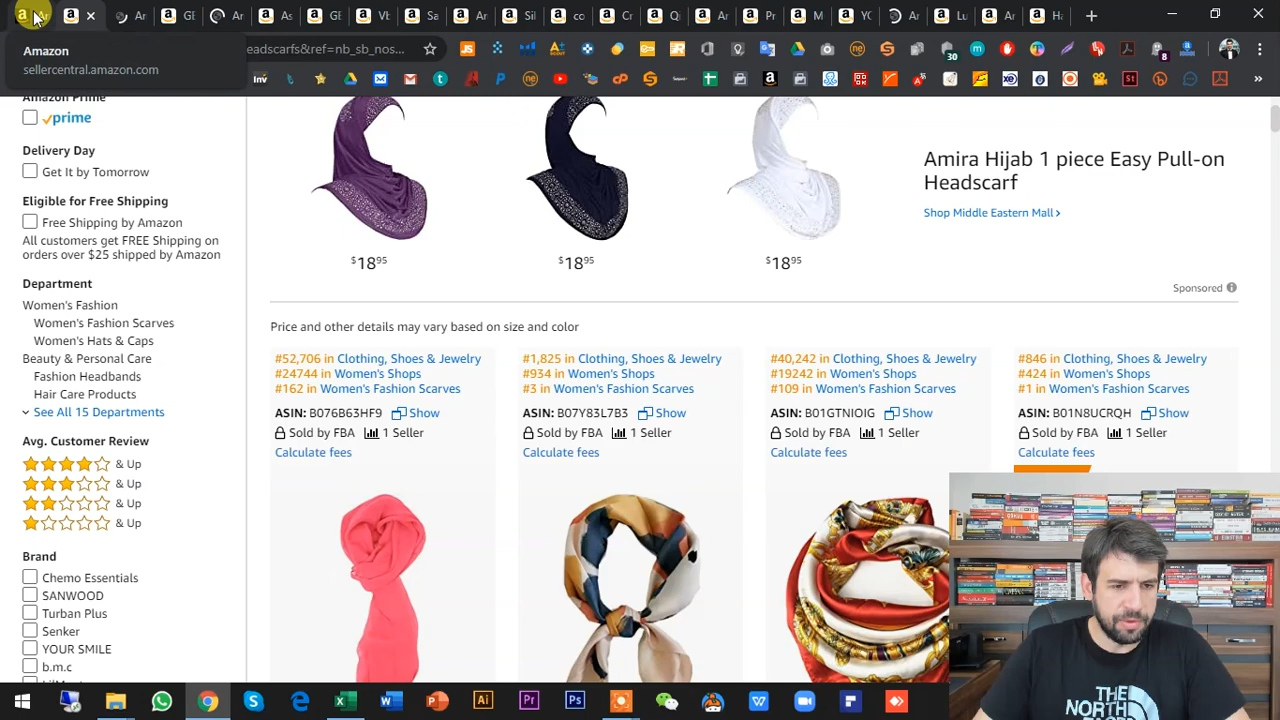 Amazon
sellercentral.amazon.com
eadscarfs&ref=nb_sb_nos...
Amazon Prime
prime
Delivery Day
Get It by Tomorrow
Eligible for Free Shipping
Free Shipping by Amazon
All customers get FREE Shipping on
orders over $25 shipped by Amazon
Department
Women's Fashion
Women's Fashion Scarves
Women's Hats & Caps
Beauty & Personal Care
Fashion Headbands
Hair Care Products
See All 15 Departments
Avg. Customer Review
& Up
& Up
& Up
& Up
Brand
Chemo Essentials
SANWOOD
Turban Plus
Senker
YOUR SMILE
b.m.c
Amira Hijab 1 piece Easy Pull-on
Headscarf
Shop Middle Eastern Mall ›
$18 95
$18 95
$18 95
Sponsored
Price and other details may vary based on size and color
#52,706 in Clothing, Shoes & Jewelry
#24744 in Women's Shops
#162 in Women's Fashion Scarves
ASIN: B076B63HF9 Show
Sold by FBA 1 Seller
Calculate fees
#1,825 in Clothing, Shoes & Jewelry
#934 in Women's Shops
#3 in Women's Fashion Scarves
ASIN: B07Y83L7B3 Show
Sold by FBA 1 Seller
Calculate fees
#40,242 in Clothing, Shoes & Jewelry
#19242 in Women's Shops
#109 in Women's Fashion Scarves
ASIN: B01GTNIOIG Show
Sold by FBA 1 Seller
Calculate fees
#846 in Clothing, Shoes & Jewelry
#424 in Women's Shops
#1 in Women's Fashion Scarves
ASIN: B01N8UCRQH Show
Sold by FBA 1 Seller
Calculate fees
THE
NORTH